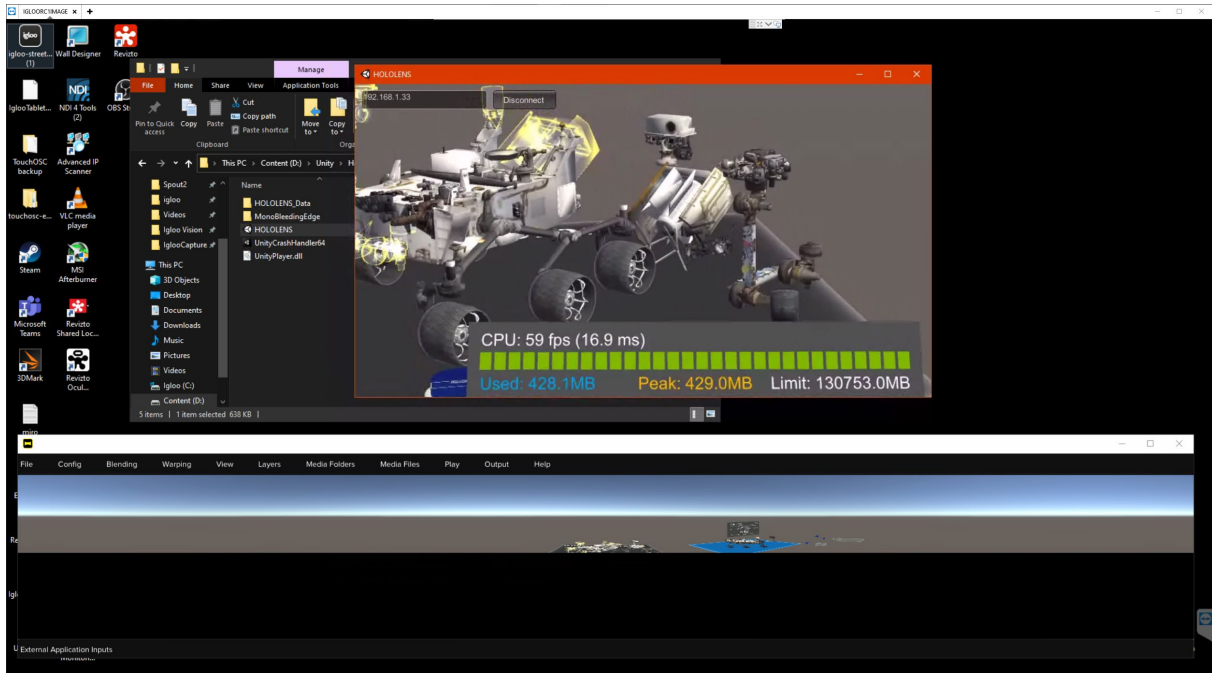 IGLOORC1IMAGE
igloo
igloo-street... (1)
Wall Designer
Revizto
IglooTablet...
NDI
NDI 4 Tools (2)
OBS St
TouchOSC backup
Advanced IP Scanner
touchosc-e...
VLC media player
Steam
MSI Afterburner
Microsoft Teams
Revizto Shared Loc...
3DMark
Revizto Ocul...
miro
Manage
File Home Share View Application Tools
Pin to Quick access
Copy
Paste
Cut
Copy path
Paste shortcut
Move to
Copy to
Clipboard
Orga
This PC > Content (D:) > Unity > H
Spout2
igloo
Videos
Igloo Vision
IglooCapture
This PC
3D Objects
Desktop
Documents
Downloads
Music
Pictures
Videos
Igloo (C:)
Content (D:)
Name
HOLOLENS_Data
MonoBleedingEdge
HOLOLENS
UnityCrashHandler64
UnityPlayer.dll
5 items 1 item selected 638 KB
HOLOLENS
192.168.1.33
Disconnect
CPU: 59 fps (16.9 ms)
Used: 428.1MB Peak: 429.0MB Limit: 130753.0MB
File Config Blending Warping View Layers Media Folders Media Files Play Output Help
External Application Inputs